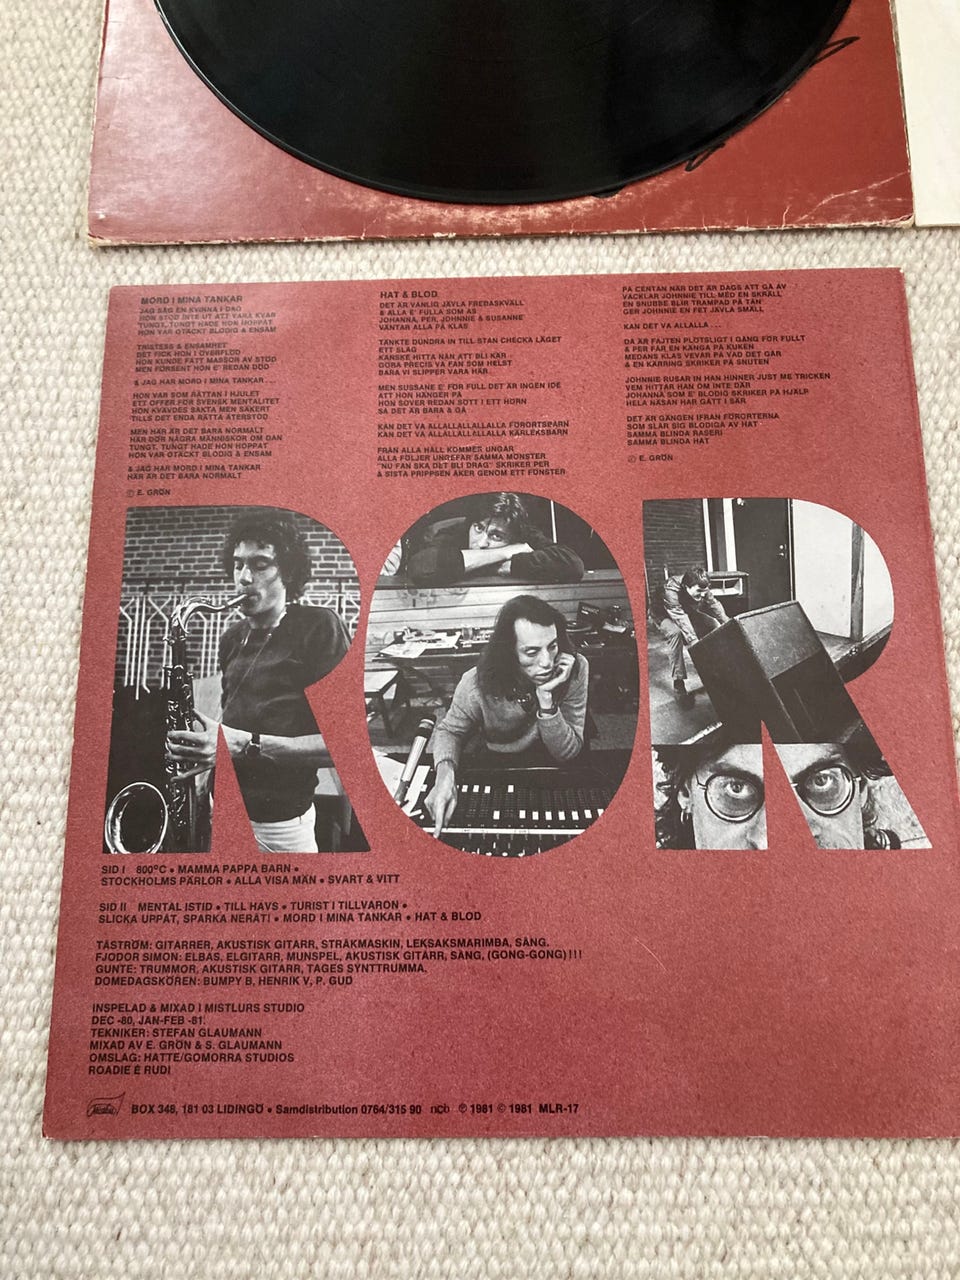 MORD I MINA TANKAR
JAG SÅG EN KVINNA I DAG
HON STOD INTE UT ATT VARA KVAR
TUNGT, TUNGT HADE HON HOPPAT
HON VAR OTÄCKT BLODIG & ENSAM
TRISTESS & ENSAMHET
DET FICK HON I ÖVERFLÖD
HON KUNDE FÅTT MASSOR AV STÖD
MEN FÖRSENT HON E' REDAN DÖD
& JAG HAR MORD I MINA TANKAR...
HON VAR SOM RÅTTAN I HJULET
ETT OFFER FÖR SVENSK MENTALITET
HON KVÄVDES SAKTA MEN SÄKERT
TILLS DET ENDA RÄTTA ÅTERSTOD
MEN HÄR ÄR DET BARA NORMALT
HÄR DÖR NÅGRA MÄNNISKOR OM DAN
TUNGT, TUNGT HADE HON HOPPAT
HON VAR OTÄCKT BLODIG & ENSAM
& JAG HAR MORD I MINA TANKAR
HÄR ÄR DET BARA NORMALT
Ⓟ E. GRÖN
HAT & BLOD
DET ÄR VANLIG JÄVLA FREDASKVÄLL
& ALLA E' FULLA SOM AS
JOHANNA, PER, JOHNNIE & SUSANNE
VÄNTAR ALLA PÅ KLAS
TÄNKTE DUNDRA IN TILL STAN CHECKA LÄGET
ETT SLAG
KANSKE HITTA NÅN ATT BLI KÄR
GÖRA PRECIS VA FAN SOM HELST
BARA VI SLIPPER VARA HÄR...
MEN SUSSANE E' FÖR FULL DET ÄR INGEN IDE
ATT HON HÄNGER PÅ
HON SOVER REDAN SÖTT I ETT HÖRN
SÅ DET ÄR BARA & GÅ
KAN DET VA ALLALLALLALLALLA FÖRORTSBARN
KAN DET VA ALLALLALLALLALLA KÄRLEKSBARN
FRÅN ALLA HÅLL KOMMER UNGAR
ALLA FÖLJER UNGEFÄR SAMMA MÖNSTER
"NU FAN SKA DET BLI DRAG" SKRIKER PER
& SISTA PRIPPSEN ÅKER GENOM ETT FÖNSTER
PÅ CENTAN NÄR DET ÄR DAGS ATT GÅ AV
VACKLAR JOHNNIE TILL MED EN SKRÄLL
EN SNUBBE BLIR TRAMPAD PÅ TÅN
GER JOHNNIE EN FET JÄVLA SMÄLL
KAN DET VA ALLALLA...
DÅ ÄR FAJTEN PLÖTSLIGT I GÅNG FÖR FULLT
& PER FÅR EN KÄNGA PÅ KUKEN
MEDANS KLAS VEVAR PÅ VAD DET GÅR
& EN KÄRRING SKRIKER PÅ SNUTEN
JOHNNIE RUSAR IN HAN HINNER JUST ME TRICKEN
VEM HITTAR HAN OM INTE DÄR
JOHANNA SOM E' BLODIG SKRIKER PÅ HJÄLP
HELA NÄSAN HAR GÅTT I SÄR
DET ÄR GÄNGEN IFRÅN FÖRORTERNA
SOM SLÅR SIG BLODIGA AV HAT
SAMMA BLINDA RASERI
SAMMA BLINDA HAT
Ⓟ E. GRÖN
ROR
SID I 800°C • MAMMA PAPPA BARN •
STOCKHOLMS PÄRLOR • ALLA VISA MÄN • SVART & VITT
SID II MENTAL ISTID • TILL HAVS • TURIST I TILLVARON •
SLICKA UPPÅT, SPARKA NERÅT! • MORD I MINA TANKAR • HAT & BLOD
TÅSTRÖM: GITARRER, AKUSTISK GITARR, STRÅKMASKIN, LEKSAKSMARIMBA, SÅNG.
FJODOR SIMON: ELBAS, ELGITARR, MUNSPEL, AKUSTISK GITARR, SÅNG, (GONG-GONG)!!!
GUNTE: TRUMMOR, AKUSTISK GITARR, TAGES SYNTTRUMMA.
DOMEDAGSKÖREN: BUMPY B, HENRIK V, P. GUD
INSPELAD & MIXAD I MISTLURS STUDIO
DEC -80, JAN-FEB -81.
TEKNIKER: STEFAN GLAUMANN
MIXAD AV E. GRÖN & S. GLAUMANN
OMSLAG: HATTE/GOMORRA STUDIOS
ROADIE É RUDI
BOX 348, 181 03 LIDINGÖ • Samdistribution 0764/315 90 ncb Ⓟ 1981 © 1981 MLR-17